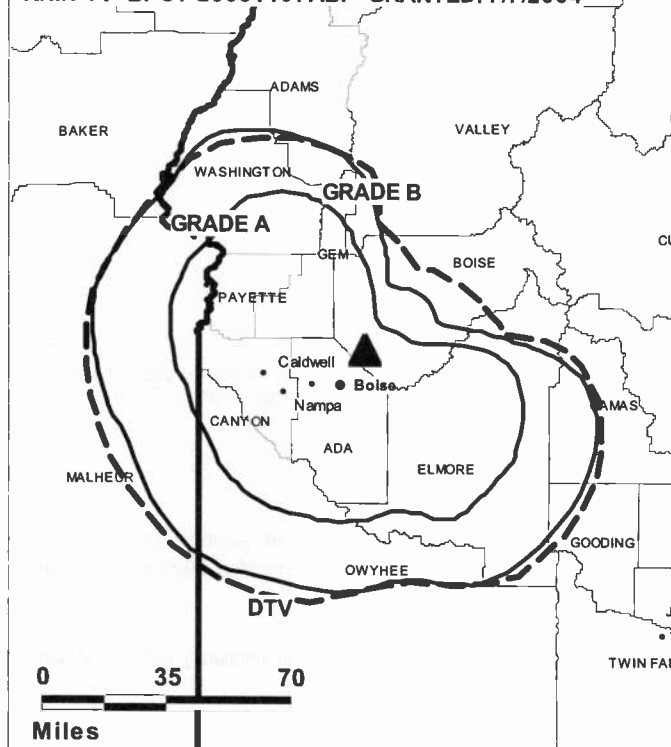 ADAMS
BAKER
VALLEY
WASHINGTON
GRADE B
GRADE A
GEM
BOISE
PAYETTE
Caldwell
Boise
Nampa
CANYON
ADA
ELMORE
MALHEUR
GOODING
OWYHEE
DTV
0 35 70
Miles